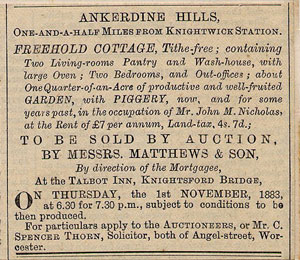 ANKERDINE HILLS,
ONE-AND-A-HALF MILES FROM KNIGHTWICK STATION.
FREEHOLD COTTAGE, Tithe-free; containing
Two Living-rooms Pantry and Wash-house, with
large Oven; Two Bedrooms, and Out-offices; about
One Quarter-of-an-Acre of productive and well-fruited
GARDEN, with PIGGERY, now, and for some
years past, in the occupation of Mr. John M. Nicholas,
at the Rent of £7 per annum, Land-tax, 4s. 7d.;
TO BE SOLD BY AUCTION,
BY MESSRS. MATTHEWS & SON,
By direction of the Mortgagee,
At the TALBOT INN, KNIGHTSFORD BRIDGE,
ON THURSDAY, the 1st NOVEMBER, 1883,
at 6.30 for 7.30 p.m., subject to conditions to be
then produced.
For particulars apply to the AUCTIONEERS, or Mr. C.
SPENCER THORN, Solicitor, both of Angel-street, Wor-
cester.